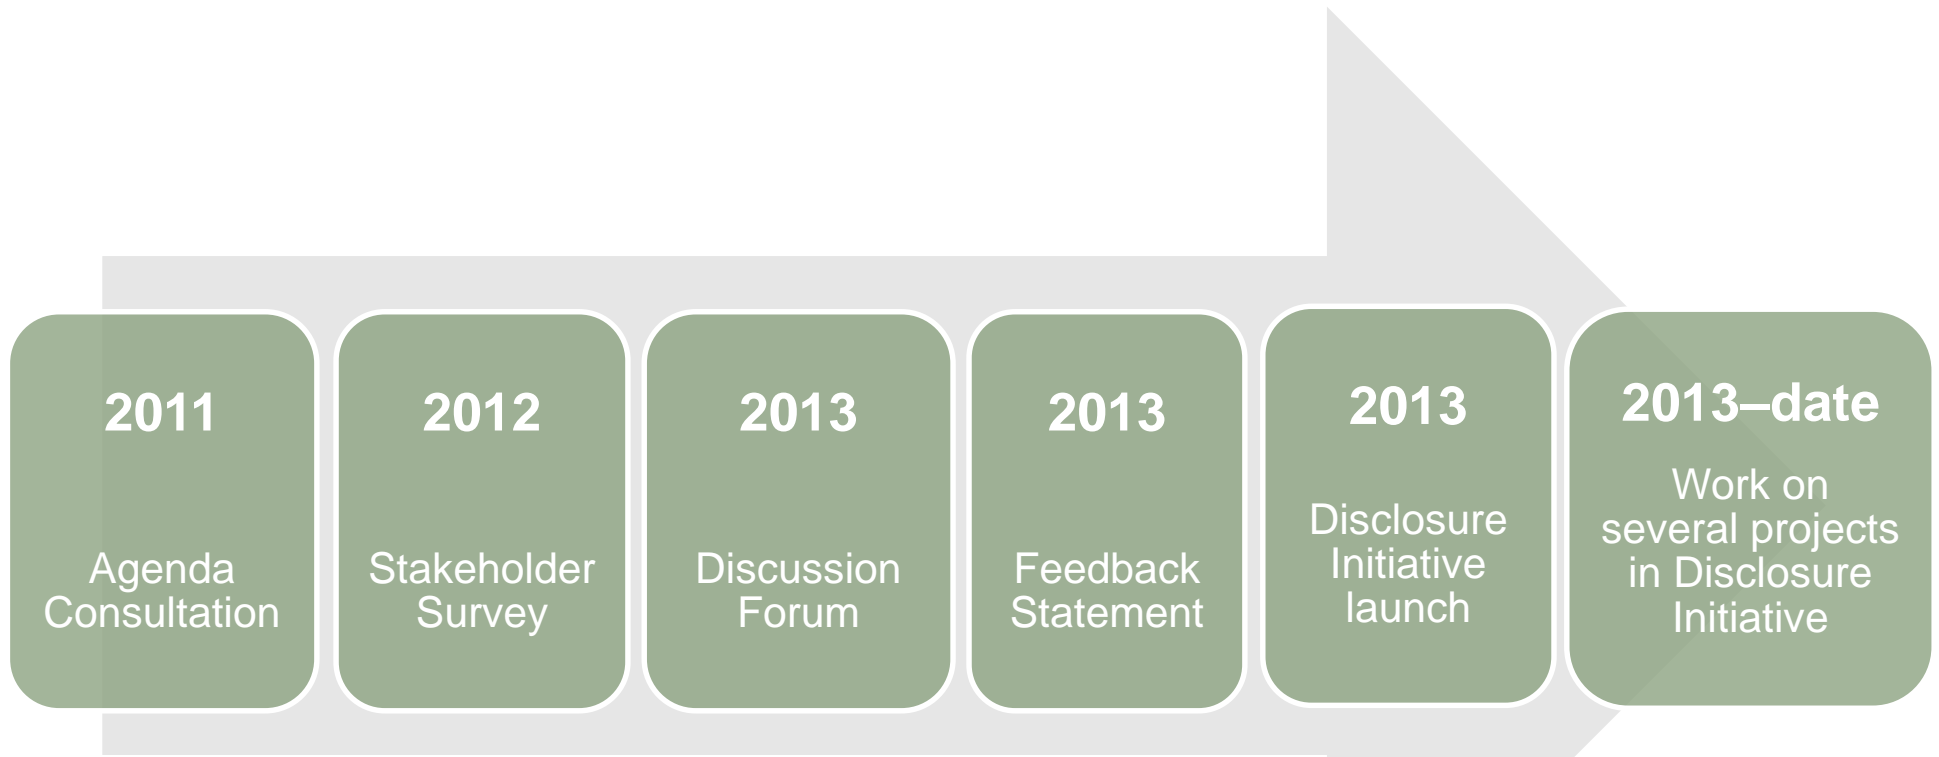 2011
Agenda
Consultation
2012
Stakeholder
Survey
2013
Discussion
Forum
2013
Feedback
Statement
2013
Disclosure
Initiative
launch
2013–date
Work on
several projects
in Disclosure
Initiative